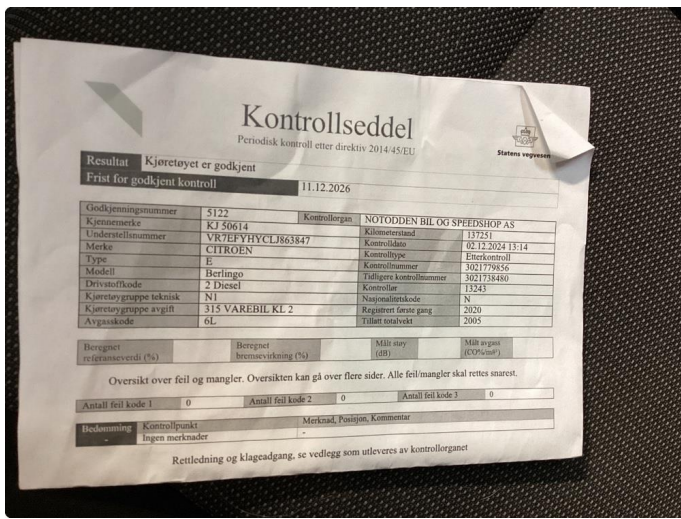 Kontrollseddel
Periodisk kontroll etter direktiv 2014/45/EU
Statens vegvesen
Resultat Kjøretøyet er godkjent
Frist for godkjent kontroll 11.12.2026
Godkjenningsnummer 5122 Kontrollorgan NOTODDEN BIL OG SPEEDSHOP AS
Kjennemerke KJ 50614 Kilometerstand 137251
Understellsnummer VR7EFYHYCLJ863847 Kontrolldato 02.12.2024 13:14
Merke CITROEN Kontrolltype Etterkontroll
Type E Kontrollnummer 3021779856
Modell Berlingo Tidligere kontrollnummer 3021738480
Drivstoffkode 2 Diesel Kontrollør 13243
Kjøretøygruppe teknisk N1 Nasjonalitetskode N
Kjøretøygruppe avgift 315 VAREBIL KL 2 Registrert første gang 2020
Avgasskode 6L Tillatt totalvekt 2005
Beregnet referanseverdi (%) Beregnet bremsevirkning (%) Målt støy (dB) Målt avgass (CO%/m¹)
Oversikt over feil og mangler. Oversikten kan gå over flere sider. Alle feil/mangler skal rettes snarest.
Antall feil kode 1 0 Antall feil kode 2 0 Antall feil kode 3 0
Bedømming Kontrollpunkt Merknad, Posisjon, Kommentar
- Ingen merknader -
Rettledning og klageadgang, se vedlegg som utleveres av kontrollorganet